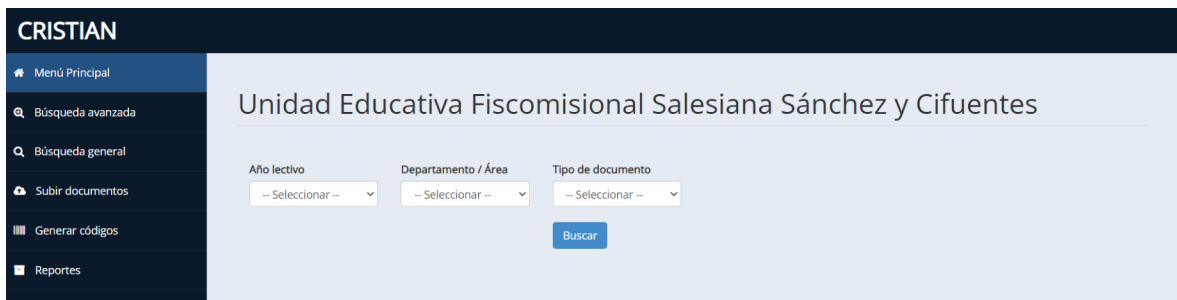 CRISTIAN
Menú Principal
Búsqueda avanzada
Búsqueda general
Subir documentos
Generar códigos
Reportes
Unidad Educativa Fiscomisional Salesiana Sánchez y Cifuentes
Año lectivo
Departamento / Área
Tipo de documento
-- Seleccionar --
-- Seleccionar --
-- Seleccionar --
Buscar